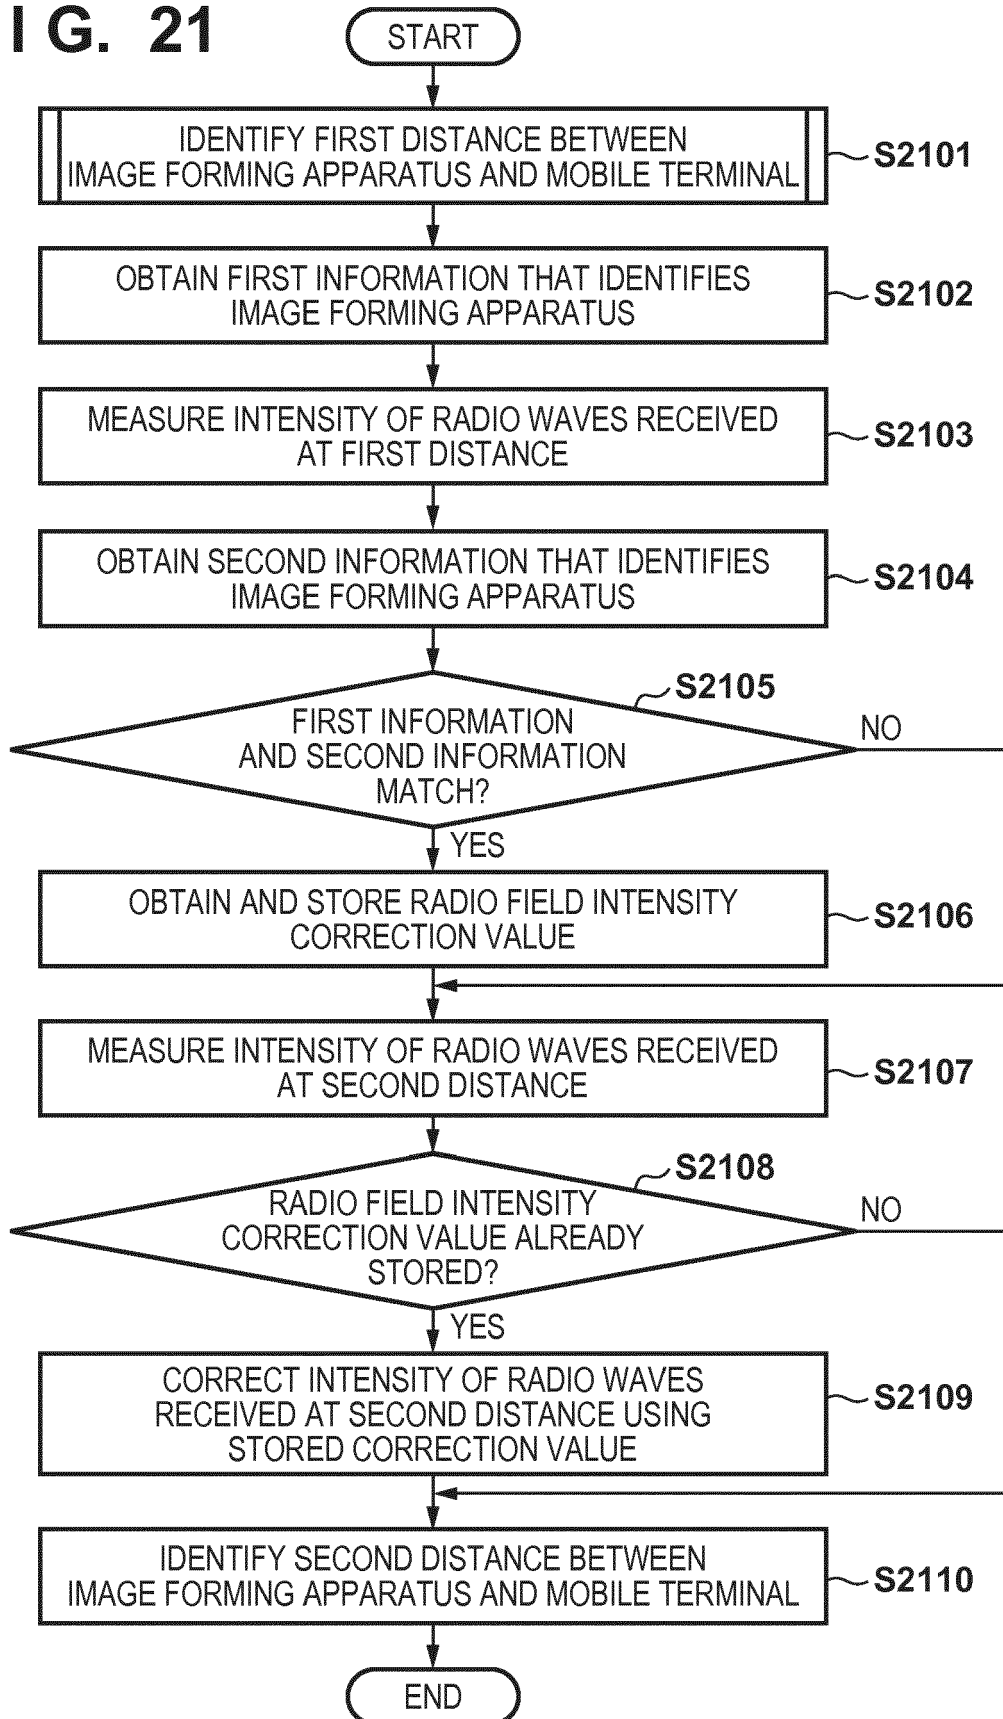 I G. 21
START
IDENTIFY FIRST DISTANCE BETWEEN
IMAGE FORMING APPARATUS AND MOBILE TERMINAL
S2101
OBTAIN FIRST INFORMATION THAT IDENTIFIES
IMAGE FORMING APPARATUS
S2102
MEASURE INTENSITY OF RADIO WAVES RECEIVED
AT FIRST DISTANCE
S2103
OBTAIN SECOND INFORMATION THAT IDENTIFIES
IMAGE FORMING APPARATUS
S2104
S2105
FIRST INFORMATION
AND SECOND INFORMATION
MATCH?
NO
YES
OBTAIN AND STORE RADIO FIELD INTENSITY
CORRECTION VALUE
S2106
MEASURE INTENSITY OF RADIO WAVES RECEIVED
AT SECOND DISTANCE
S2107
S2108
RADIO FIELD INTENSITY
CORRECTION VALUE ALREADY
STORED?
NO
YES
CORRECT INTENSITY OF RADIO WAVES
RECEIVED AT SECOND DISTANCE USING
STORED CORRECTION VALUE
S2109
IDENTIFY SECOND DISTANCE BETWEEN
IMAGE FORMING APPARATUS AND MOBILE TERMINAL
S2110
END